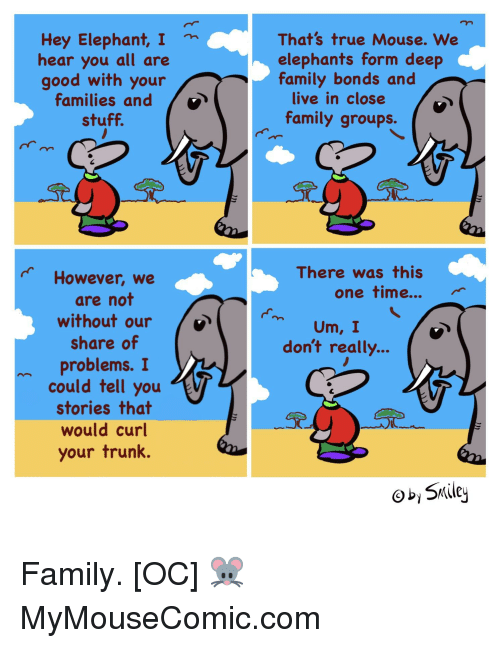 Hey Elephant, I
hear you all are
good with your
families and
stuff.
That's true Mouse. We
elephants form deep
family bonds and
live in close
family groups.
However, we
are not
without our
share of
problems. I
could tell you
stories that
would curl
your trunk.
There was this
one time...
Um, I
don't really...
© by Smiley
Family. [OC] 🐭
MyMouseComic.com